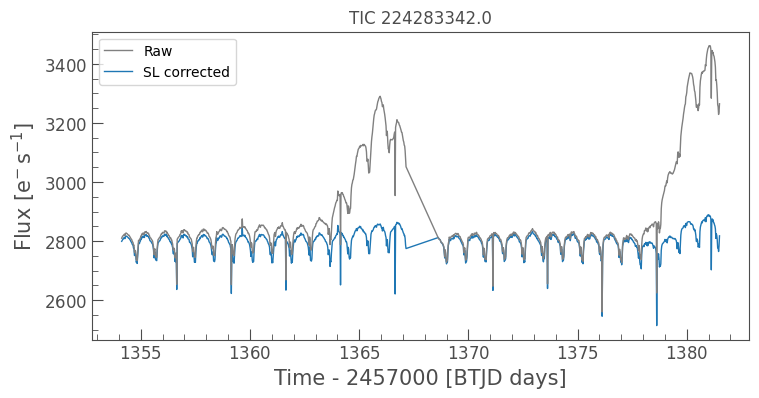 TIC 224283342.0
Raw
SL corrected
Flux [e⁻ s⁻¹]
3400
3200
3000
2800
2600
1355 1360 1365 1370 1375 1380
Time - 2457000 [BTJD days]